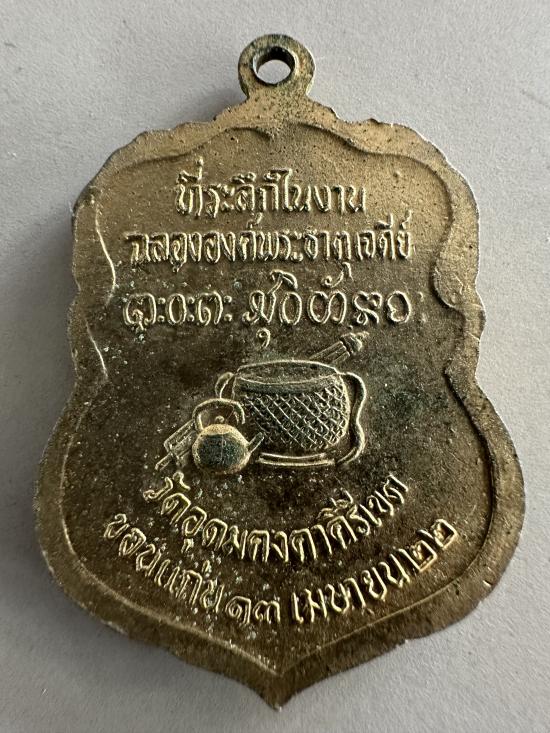 ที่ระลึกในงาน
ฉลององค์พระธาตุเจดีย์
วัดอุดมคงคาคีรีเขต
ขอนแก่น ๑๓ เมษายน ๒๒